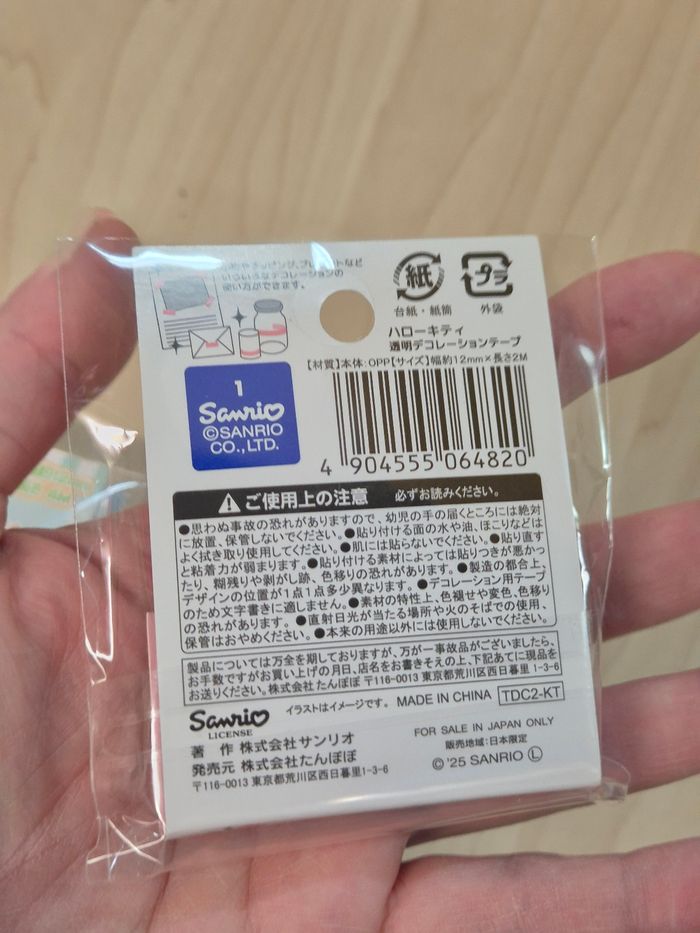 ラッピング、プレゼントなど
いろいろなデコレーションの
使い方ができます。
紙
プラ
台紙・紙筒
外袋
ハローキティ
透明デコレーションテープ
【材質】本体:OPP【サイズ】幅約12mm×長さ2M
1
Sanrio
©SANRIO
CO.,LTD.
4 904555 064820
ご使用上の注意 必ずお読みください。
●思わぬ事故の恐れがありますので、幼児の手の届くところには絶対
に放置、保管しないでください。●貼り付ける面の水や油、ほこりなどは
よく拭き取り使用してください。●肌には貼らないでください。●貼り直す
と粘着力が弱まります。●貼り付ける素材によっては貼りつきが悪かっ
たり、糊残りや剥がし跡、色移りの恐れがあります。●製造の都合上、
デザインの位置が1点1点多少異なります。●デコレーション用テープ
のため文字書きに適しません。●素材の特性上、色褪せや変色、色移り
の恐れがあります。●直射日光が当たる場所や火のそばでの使用、
保管はおやめください。●本来の用途以外には使用しないでください。
製品については万全を期しておりますが、万が一事故品がございましたら、
お手数ですがお買い上げの月日、店名をお書きそえの上、下記あてに現品を
お送りください。株式会社 たんぽぽ 〒116-0013 東京都荒川区西日暮里1-3-6
Sanrio
LICENSE
イラストはイメージです。 MADE IN CHINA TDC2-KT
著 作 株式会社サンリオ
発売元 株式会社たんぽぽ
〒116-0013 東京都荒川区西日暮里1-3-6
FOR SALE IN JAPAN ONLY
販売地域:日本限定
© '25 SANRIO Ⓛ